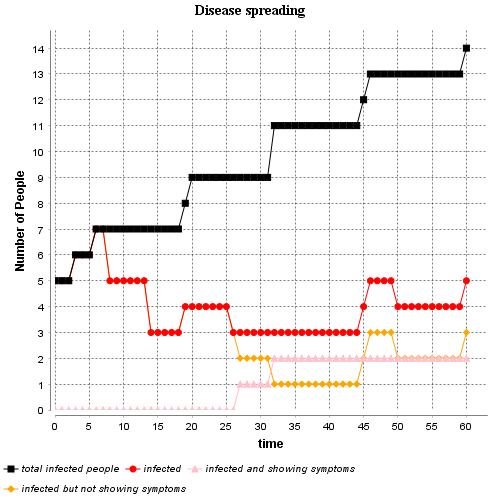 Disease spreading
14
13
12
11
10
9
8
7
6
5
4
3
2
1
0
Number of People
0 5 10 15 20 25 30 35 40 45 50 55 60
time
total infected people infected infected and showing symptoms
infected but not showing symptoms